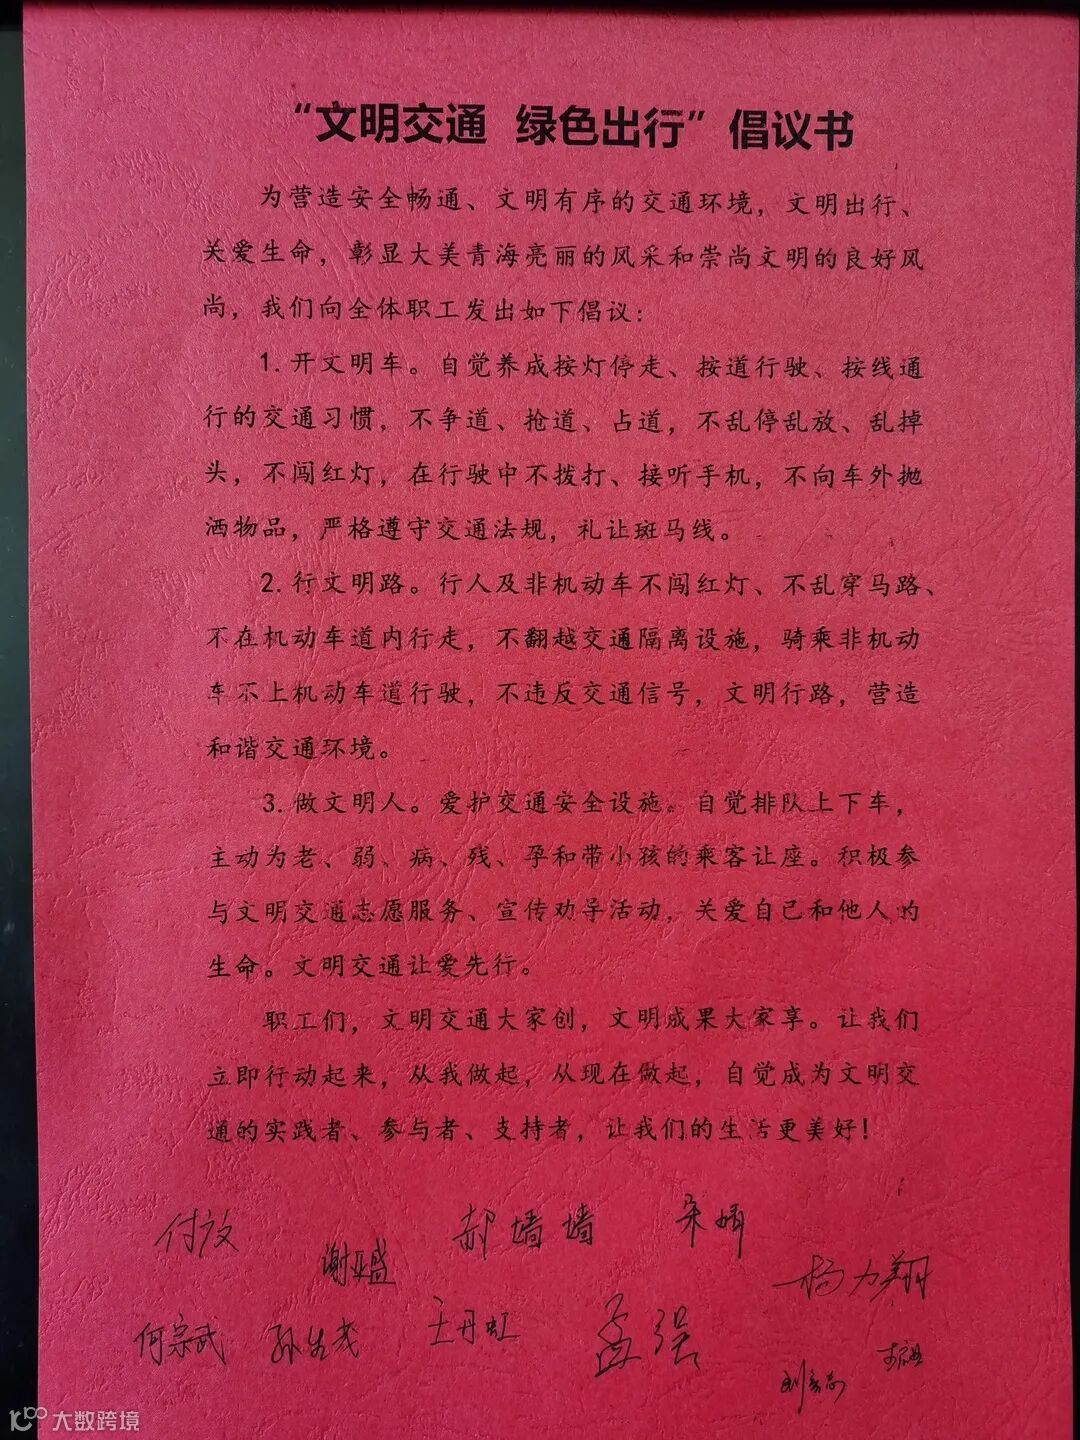 “文明交通 绿色出行”倡议书
为营造安全畅通、文明有序的交通环境，文明出行、
关爱生命，彰显大美青海亮丽的风采和崇尚文明的良好风
尚，我们向全体职工发出如下倡议：
1.开文明车。自觉养成按灯停走、按道行驶、按线通
行的交通习惯，不争道、抢道、占道，不乱停乱放、乱掉
头，不闯红灯，在行驶中不拨打、接听手机，不向车外抛
洒物品，严格遵守交通法规，礼让斑马线。
2.行文明路。行人及非机动车不闯红灯、不乱穿马路、
不在机动车道内行走，不翻越交通隔离设施，骑乘非机动
车不上机动车道行驶，不违反交通信号，文明行路，营造
和谐交通环境。
3.做文明人。爱护交通安全设施。自觉排队上下车，
主动为老、弱、病、残、孕和带小孩的乘客让座。积极参
与文明交通志愿服务、宣传劝导活动，关爱自己和他人的
生命。文明交通让爱先行。
职工们，文明交通大家创，文明成果大家享。让我们
立即行动起来，从我做起，从现在做起，自觉成为文明交
通的实践者、参与者、支持者，让我们的生活更美好！
郝墙墙
谢亚盛
杨力翔
何宗武 王丹虹 孟强
大数跨境